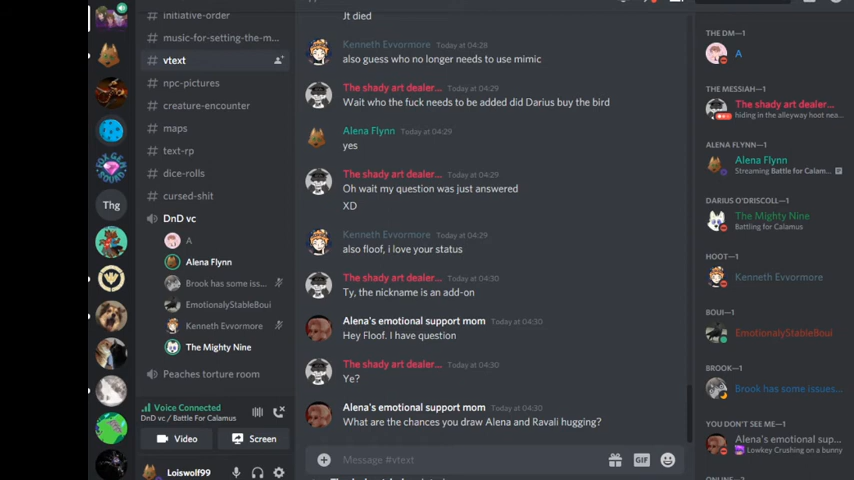 initiative-order
music-for-setting-the-m...
vtext
npc-pictures
creature-encounter
maps
text-rp
dice-rolls
cursed-shit
DnD vc
A
Alena Flynn
Brook has some iss...
EmotionalyStableBoui
Kenneth Evvormore
The Mighty Nine
Peaches torture room
Thg
Voice Connected
DnD vc / Battle For Calamus
Video
Screen
Loiswolf99
Jt died
Kenneth Evvormore Today at 04:28
also guess who no longer needs to use mimic
The shady art dealer... Today at 04:29
Wait who the fuck needs to be added did Darius buy the bird
Alena Flynn Today at 04:29
yes
The shady art dealer... Today at 04:29
Oh wait my question was just answered
XD
Kenneth Evvormore Today at 04:29
also floof, i love your status
The shady art dealer... Today at 04:30
Ty, the nickname is an add-on
Alena's emotional support mom Today at 04:30
Hey Floof. I have question
The shady art dealer... Today at 04:30
Ye?
Alena's emotional support mom Today at 04:30
What are the chances you draw Alena and Ravali hugging?
Message #vtext
GIF
THE DM—1
A
THE MESSIAH—1
The shady art dealer...
hiding in the alleyway hoot nea...
ALENA FLYNN—1
Alena Flynn
Streaming Battle for Calam...
DARIUS O'DRISCOLL—1
The Mighty Nine
Battling for Calamus
HOOT—1
Kenneth Evvormore
BOUI—1
EmotionalyStableBoui
BROOK—1
Brook has some issues...
YOU DON'T SEE ME—1
Alena's emotional sup...
Lowkey Crushing on a bunny